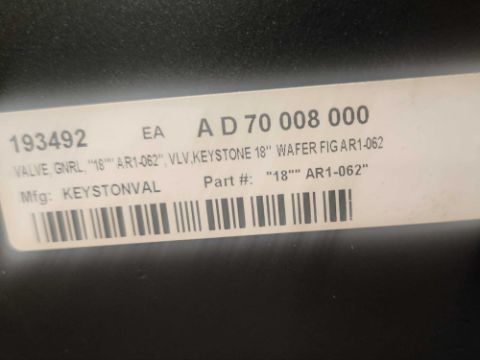 193492 EA A D 70 008 000
VALVE, GNRL, "18"" AR1-062", VLV,KEYSTONE 18" WAFER FIG AR1-062
Mfg: KEYSTONVAL Part #: "18"" AR1-062"